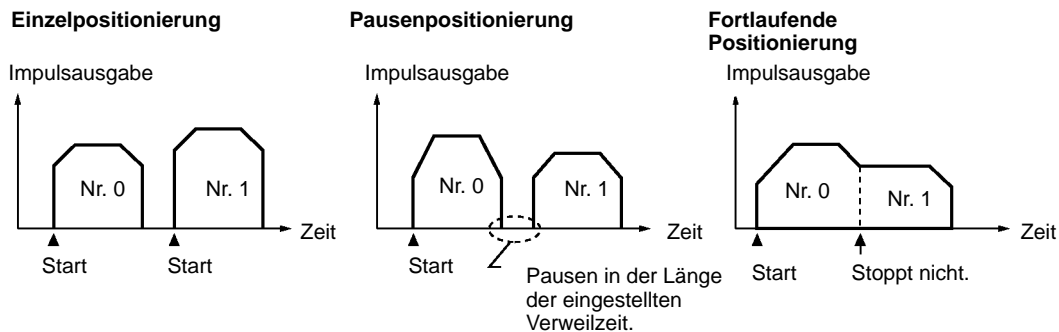 Einzelpositionierung
Impulsausgabe
Nr. 0
Nr. 1
Zeit
Start
Start
Pausenpositionierung
Impulsausgabe
Nr. 0
Nr. 1
Zeit
Start
Pausen in der Länge
der eingestellten
Verweilzeit.
Fortlaufende
Positionierung
Impulsausgabe
Nr. 0
Nr. 1
Zeit
Start
Stoppt nicht.